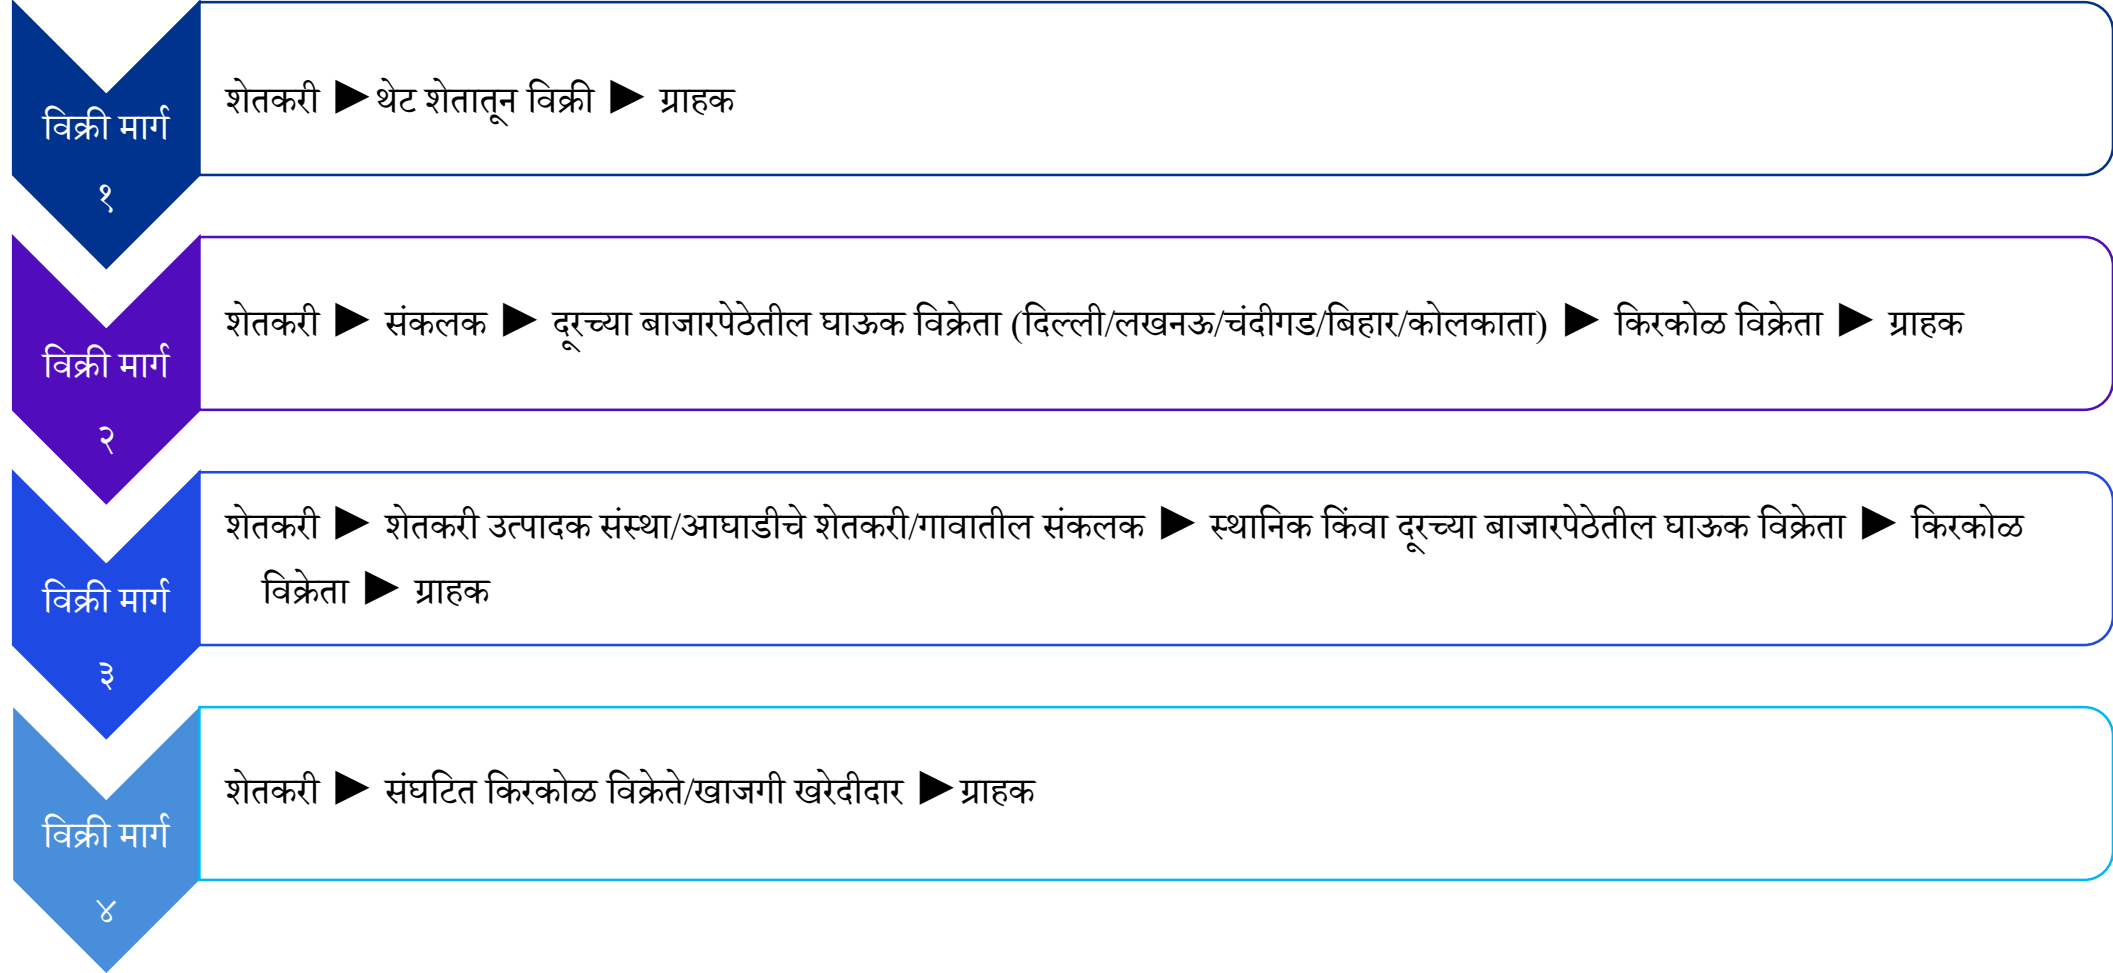 विक्री मार्ग
१
शेतकरी ►थेट शेतातून विक्री ► ग्राहक
विक्री मार्ग
२
शेतकरी ► संकलक ► दूरच्या बाजारपेठेतील घाऊक विक्रेता (दिल्ली/लखनऊ/चंदीगड/बिहार/कोलकाता) ► किरकोळ विक्रेता ► ग्राहक
विक्री मार्ग
३
शेतकरी ► शेतकरी उत्पादक संस्था/आघाडीचे शेतकरी/गावातील संकलक ► स्थानिक किंवा दूरच्या बाजारपेठेतील घाऊक विक्रेता ► किरकोळ
विक्रेता ► ग्राहक
विक्री मार्ग
४
शेतकरी ► संघटित किरकोळ विक्रेते/खाजगी खरेदीदार ►ग्राहक